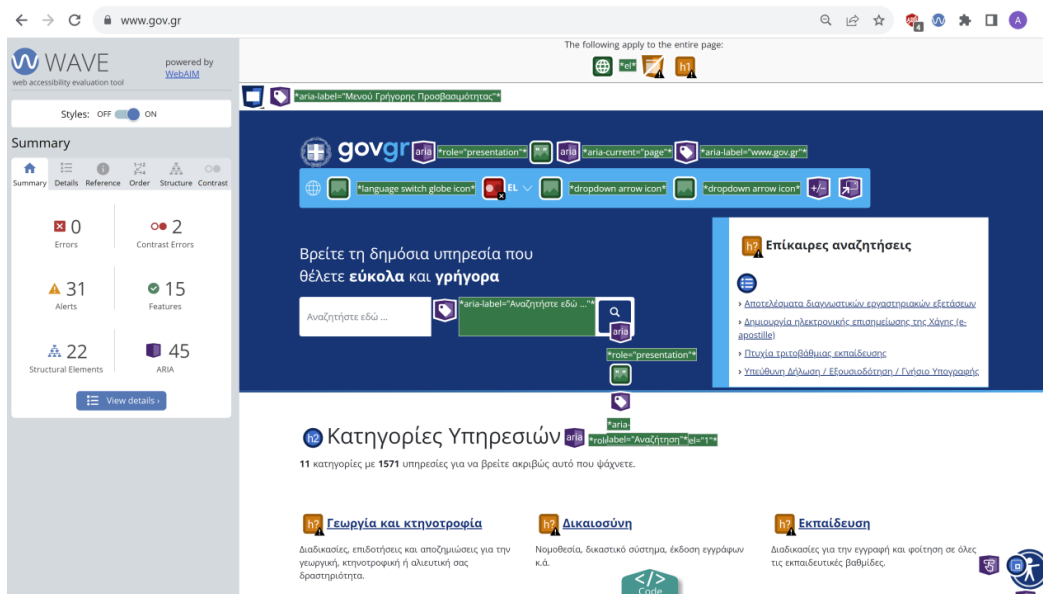 www.gov.gr
4
A
WAVE
web accessibility evaluation tool
powered by
WebAIM
Styles: OFF ON
Summary
Summary Details Reference Order Structure Contrast
0
Errors
2
Contrast Errors
31
Alerts
15
Features
22
Structural Elements
45
ARIA
View details ›
The following apply to the entire page:
*el* h1
*aria-label="Μενού Γρήγορης Προσβασιμότητας"*
govgr aria *role="presentation"* aria *aria-current="page"* *aria-label="www.gov.gr"*
*language switch globe icon* EL *dropdown arrow icon* *dropdown arrow icon* +/-
Βρείτε τη δημόσια υπηρεσία που
θέλετε εύκολα και γρήγορα
Αναζητήστε εδώ ...
*aria-label="Αναζητήστε εδώ ..."*
aria
*role="presentation"*
*aria-
label="Αναζήτηση"*
h? Επίκαιρες αναζητήσεις
› Αποτελέσματα διαγνωστικών εργαστηριακών εξετάσεων
› Δημιουργία ηλεκτρονικής επισημείωσης της Χάγης (e-
apostille)
› Πτυχία τριτοβάθμιας εκπαίδευσης
› Υπεύθυνη Δήλωση / Εξουσιοδότηση / Γνήσιο Υπογραφής
h2 Κατηγορίες Υπηρεσιών aria
11 κατηγορίες με 1571 υπηρεσίες για να βρείτε ακριβώς αυτό που ψάχνετε.
h? Γεωργία και κτηνοτροφία
Διαδικασίες, επιδοτήσεις και αποζημιώσεις για την
γεωργική, κτηνοτροφική ή αλιευτική σας
δραστηριότητα.
h? Δικαιοσύνη
Νομοθεσία, δικαστικό σύστημα, έκδοση εγγράφων
κ.ά.
h? Εκπαίδευση
Διαδικασίες για την εγγραφή και φοίτηση σε όλες
τις εκπαιδευτικές βαθμίδες.
</>
Code